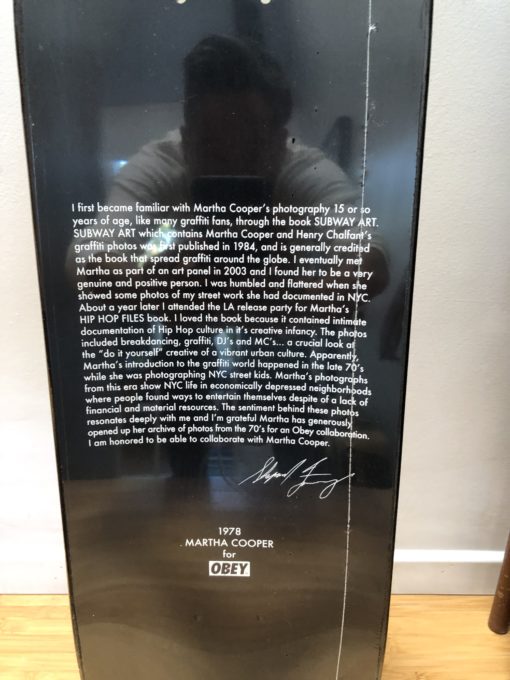 I first became familiar with Martha Cooper's photography 15 or so
years of age, like many graffiti fans, through the book SUBWAY ART.
SUBWAY ART which contains Martha Cooper and Henry Chalfant's
graffiti photos was first published in 1984, and is generally credited
as the book that spread graffiti around the globe. I eventually met
Martha as part of an art panel in 2003 and I found her to be a very
genuine and positive person. I was humbled and flattered when she
showed some photos of my street work she had documented in NYC.
About a year later I attended the LA release party for Martha's
HIP HOP FILES book. I loved the book because it contained intimate
documentation of Hip Hop culture in it's creative infancy. The photos
included breakdancing, graffiti, DJ's and MC's... a crucial look at
the "do it yourself" creative of a vibrant urban culture. Apparently,
Martha's introduction to the graffiti world happened in the late 70's
while she was photographing NYC street kids. Martha's photographs
from this era show NYC life in economically depressed neighborhoods
where people found ways to entertain themselves despite of a lack of
financial and material resources. The sentiment behind these photos
resonates deeply with me and I'm grateful Martha has generously
opened up her archive of photos from the 70's for an Obey collaboration.
I am honored to be able to collaborate with Martha Cooper.
1978
MARTHA COOPER
for
OBEY